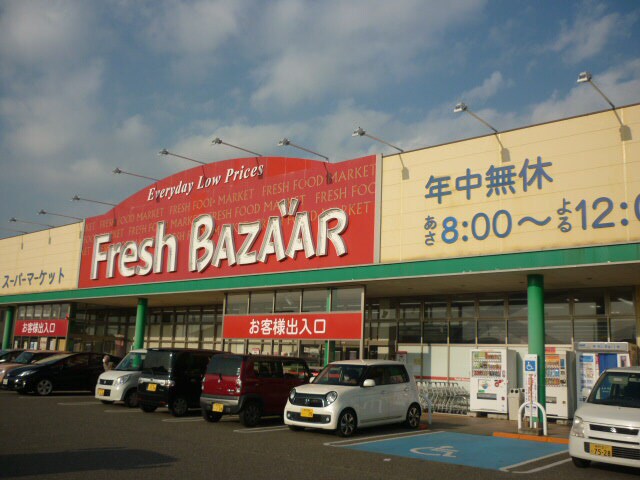 Everyday Low Prices
FRESH FOOD MARKET
Fresh BAZAAR
スーパーマーケット
年中無休
あさ8:00〜よる12:0
お客様出入口
お客様出入口
75-28